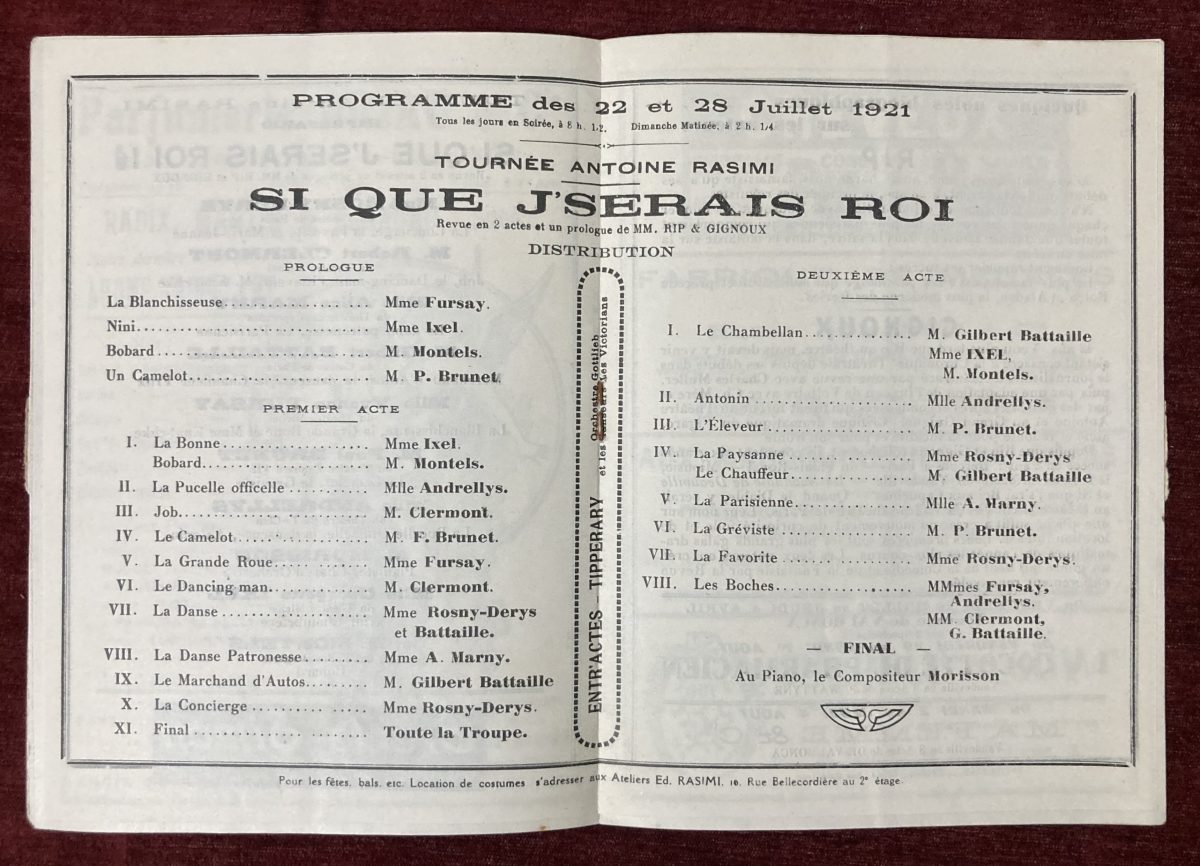 PROGRAMME des 22 et 28 Juillet 1921
Tous les jours en Soirée, à 8 h. 1/2. Dimanche Matinée, à 2 h. 1/4
TOURNÉE ANTOINE RASIMI
SI QUE J'SERAIS ROI
Revue en 2 actes et un prologue de MM. RIP & GIGNOUX
DISTRIBUTION
PROLOGUE
La Blanchisseuse........ Mme Fursay.
Nini........ Mme Ixel.
Bobard........ M. Montels.
Un Camelot........ M. P. Brunet.
PREMIER ACTE
I. La Bonne........ Mme Ixel.
Bobard........ M. Montels.
II. La Pucelle officelle........ Mlle Andrellys.
III. Job........ M. Clermont.
IV. Le Camelot........ M. F. Brunet.
V. La Grande Roue........ Mme Fursay.
VI. Le Dancing-man........ M. Clermont.
VII. La Danse........ Mme Rosny-Derys
et Battaille.
VIII. La Danse Patronesse........ Mme A. Marny.
IX. Le Marchand d'Autos........ M. Gilbert Battaille
X. La Concierge........ Mme Rosny-Derys.
XI. Final........ Toute la Troupe.
ENTR'ACTES — TIPPERARY
Orchestre Gottlieb
et les Danseurs Les Victorians
DEUXIÈME ACTE
I. Le Chambellan........ M. Gilbert Battaille
Mme IXEL,
M. Montels.
II. Antonin........ Mlle Andrellys.
III. L'Éleveur........ M. P. Brunet.
IV. La Paysanne........ Mme Rosny-Derys
Le Chauffeur........ M. Gilbert Battaille
V. La Parisienne........ Mlle A. Marny.
VI. La Gréviste........ M. P. Brunet.
VII. La Favorite........ Mme Rosny-Derys.
VIII. Les Boches........ MMmes Fursay,
Andrellys.
MM. Clermont,
G. Battaille.
— FINAL —
Au Piano, le Compositeur Morisson
Pour les fêtes, bals, etc. Location de costumes s'adresser aux Ateliers Ed. RASIMI, 10, Rue Bellecordière au 2e étage.